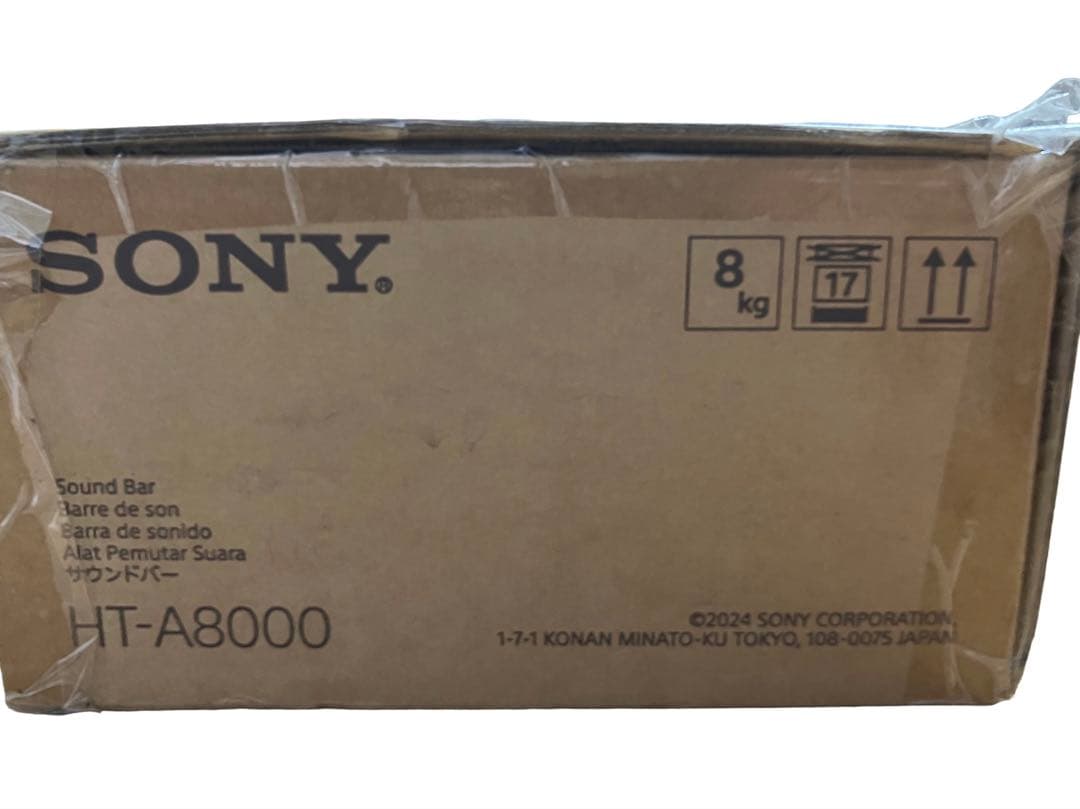 SONY®
8 kg
17
Sound Bar
Barre de son
Barra de sonido
Alat Pemutar Suara
サウンドバー
HT-A8000
©2024 SONY CORPORATION
1-7-1 KONAN MINATO-KU TOKYO, 108-0075 JAPAN